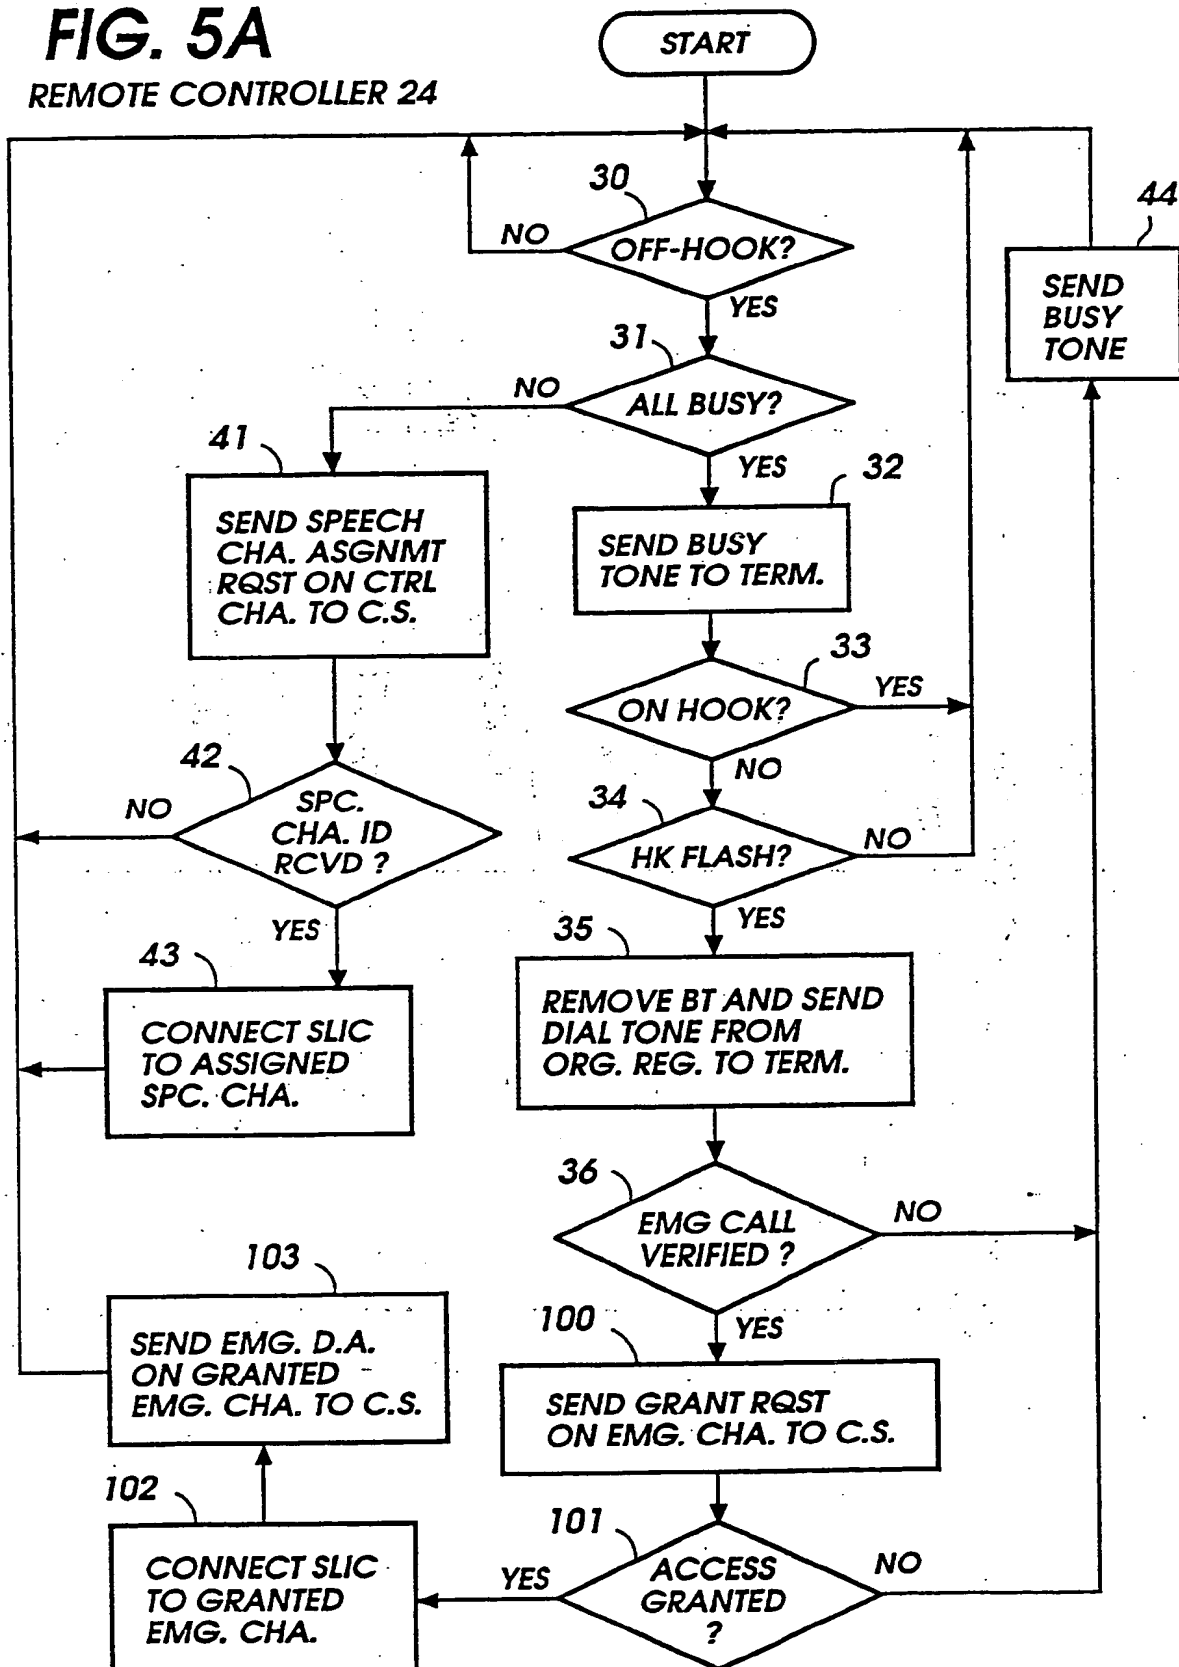 FIG. 5A
REMOTE CONTROLLER 24
START
30
OFF-HOOK?
NO
YES
44
SEND
BUSY
TONE
31
ALL BUSY?
NO
YES
41
SEND SPEECH
CHA. ASGNMT
RQST ON CTRL
CHA. TO C.S.
32
SEND BUSY
TONE TO TERM.
33
ON HOOK?
YES
NO
42
SPC.
CHA. ID
RCVD ?
NO
YES
34
HK FLASH?
NO
YES
43
CONNECT SLIC
TO ASSIGNED
SPC. CHA.
35
REMOVE BT AND SEND
DIAL TONE FROM
ORG. REG. TO TERM.
36
EMG CALL
VERIFIED ?
NO
YES
103
SEND EMG. D.A.
ON GRANTED
EMG. CHA. TO C.S.
100
SEND GRANT RQST
ON EMG. CHA. TO C.S.
102
CONNECT SLIC
TO GRANTED
EMG. CHA.
101
ACCESS
GRANTED
?
YES
NO